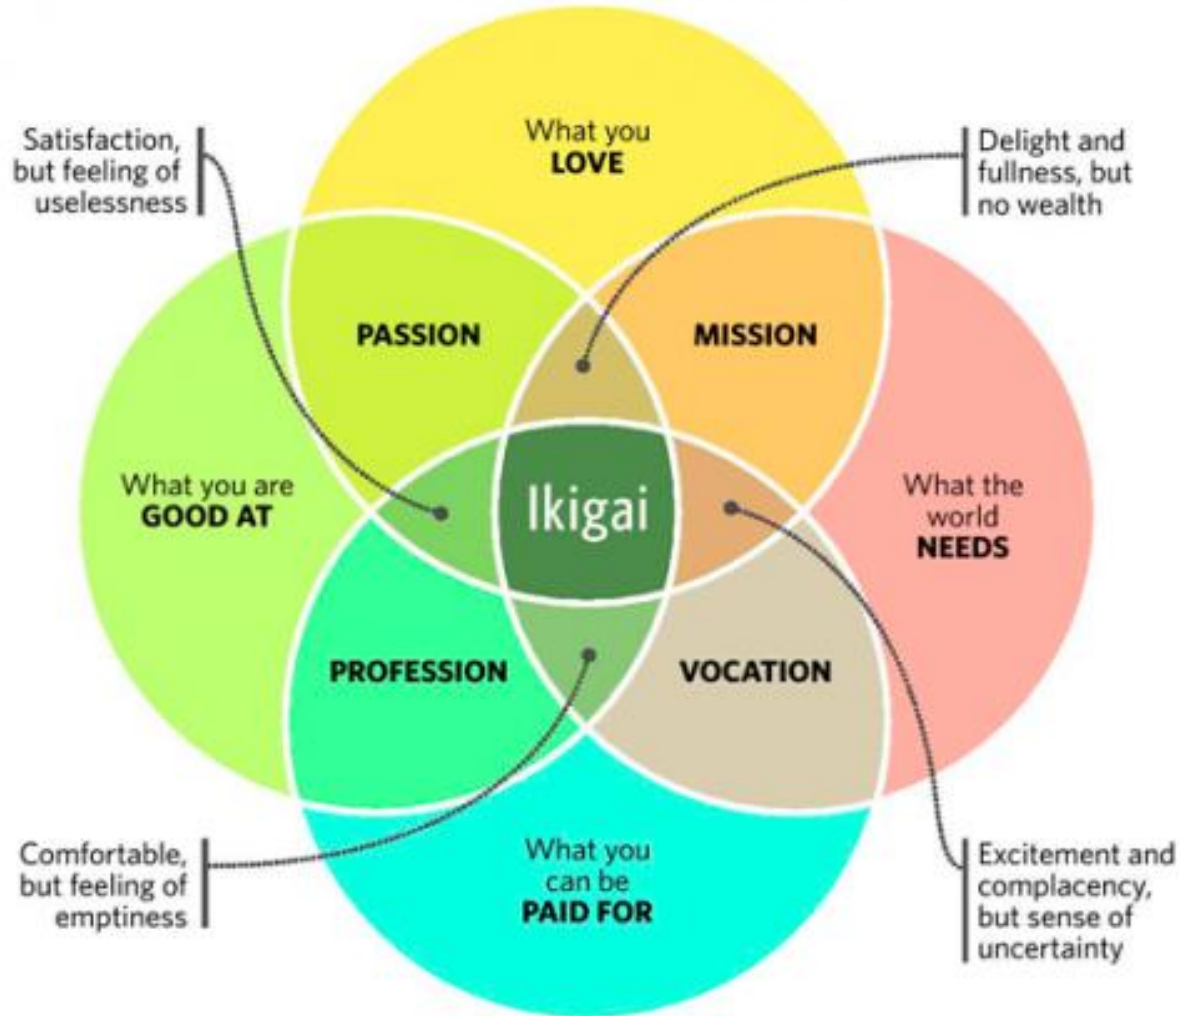 What you
LOVE
Satisfaction,
but feeling of
uselessness
Delight and
fullness, but
no wealth
PASSION
MISSION
What you are
GOOD AT
Ikigai
What the
world
NEEDS
PROFESSION
VOCATION
What you
can be
PAID FOR
Comfortable,
but feeling of
emptiness
Excitement and
complacency,
but sense of
uncertainty